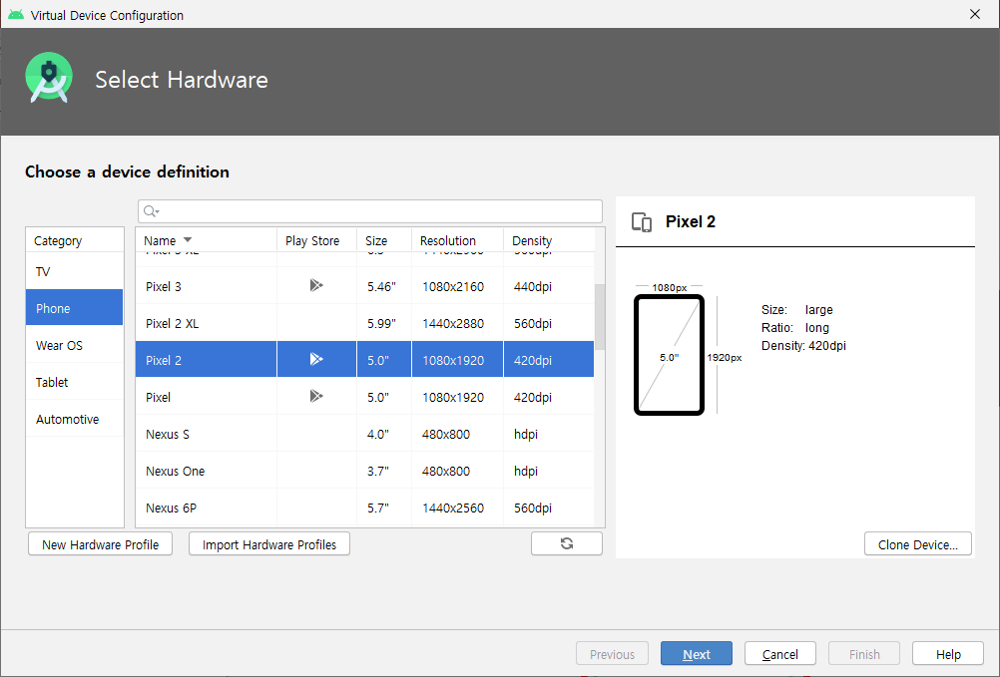 Virtual Device Configuration
Select Hardware
Choose a device definition
Category
TV
Phone
Wear OS
Tablet
Automotive
Name Play Store Size Resolution Density
Pixel 3 5.46" 1080x2160 440dpi
Pixel 2 XL 5.99" 1440x2880 560dpi
Pixel 2 5.0" 1080x1920 420dpi
Pixel 5.0" 1080x1920 420dpi
Nexus S 4.0" 480x800 hdpi
Nexus One 3.7" 480x800 hdpi
Nexus 6P 5.7" 1440x2560 560dpi
New Hardware Profile Import Hardware Profiles
Pixel 2
1080px
5.0" 1920px
Size: large
Ratio: long
Density: 420dpi
Clone Device...
Previous Next Cancel Finish Help